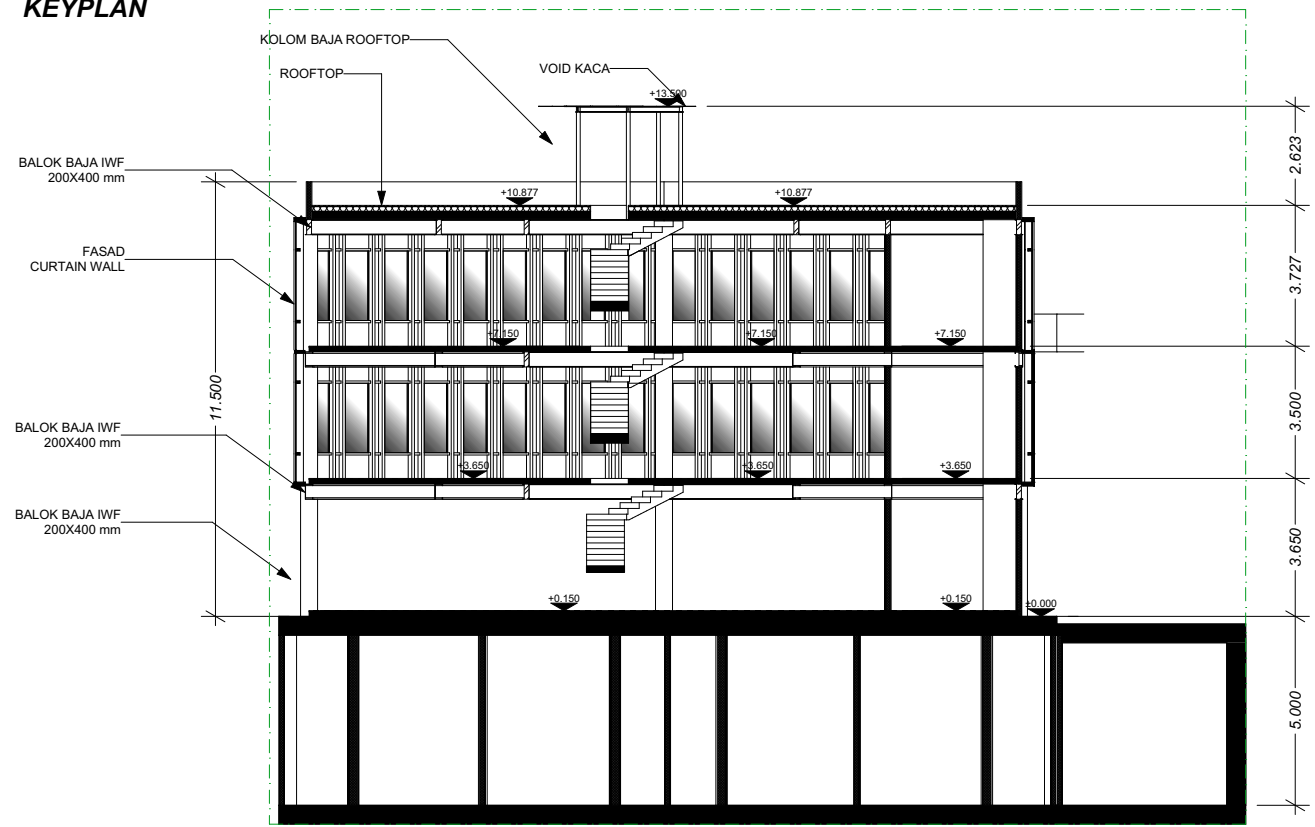 KEYPLAN
KOLOM BAJA ROOFTOP
ROOFTOP
VOID KACA
+13.500
2.623
BALOK BAJA IWF
200X400 mm
+10.877
+10.877
FASAD
CURTAIN WALL
3.727
+7.150
+7.150
+7.150
11.500
3.500
BALOK BAJA IWF
200X400 mm
+3.650
+3.650
+3.650
BALOK BAJA IWF
200X400 mm
3.650
+0.150
+0.150
±0.000
5.000